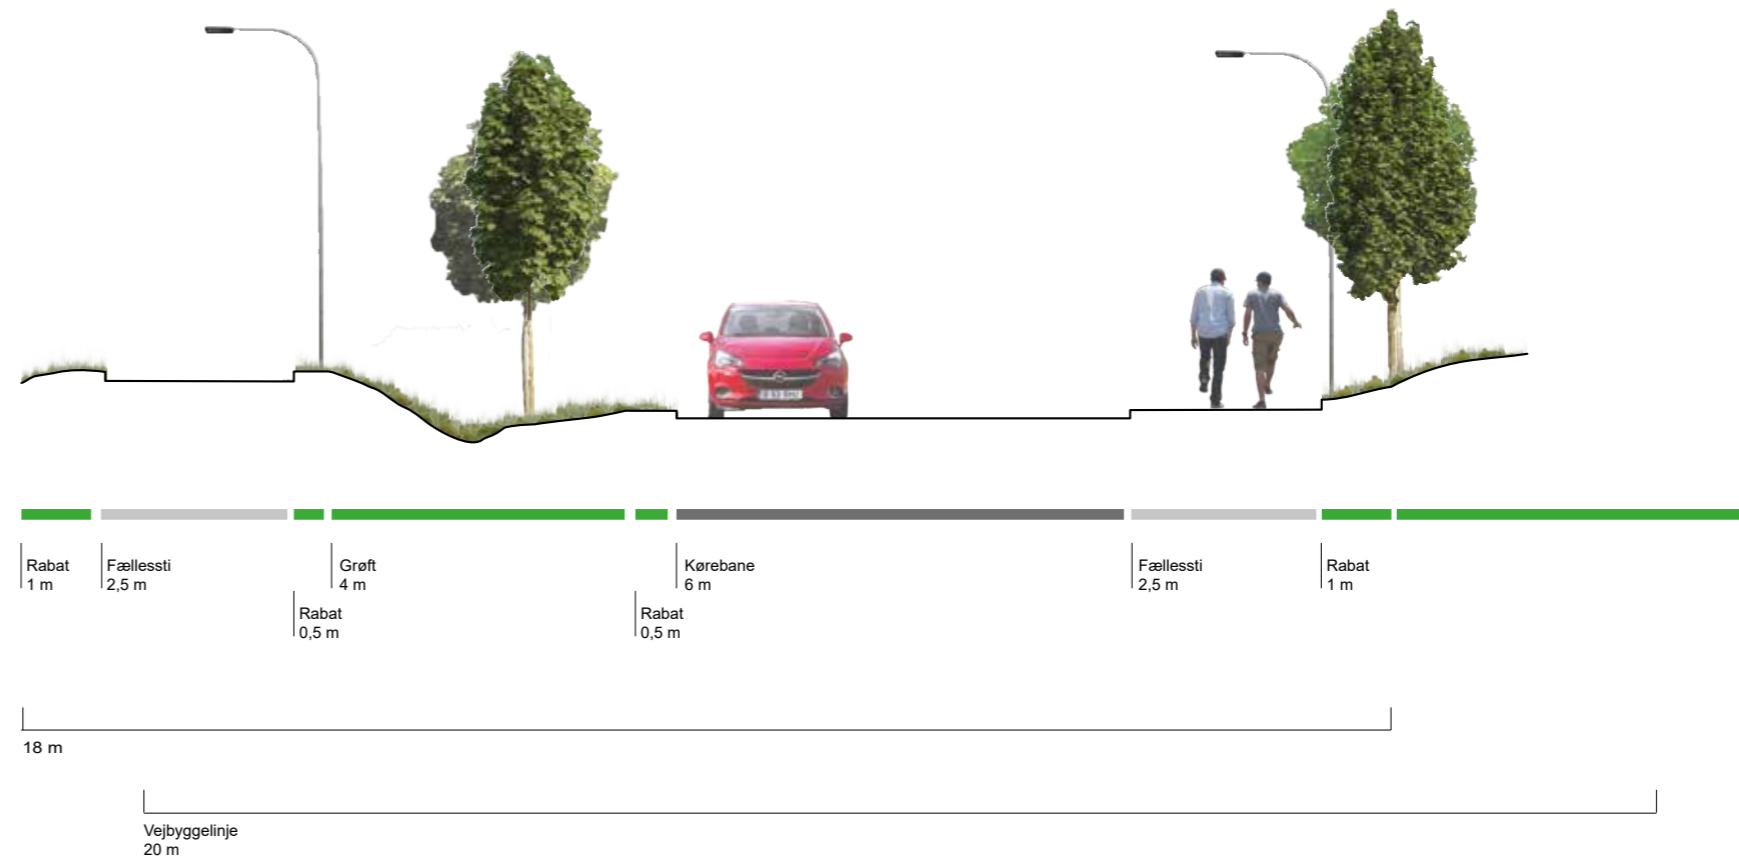 Rabat
1 m
Fællessti
2,5 m
Rabat
0,5 m
Grøft
4 m
Rabat
0,5 m
Kørebane
6 m
Fællessti
2,5 m
Rabat
1 m
18 m
Vejbyggelinje
20 m